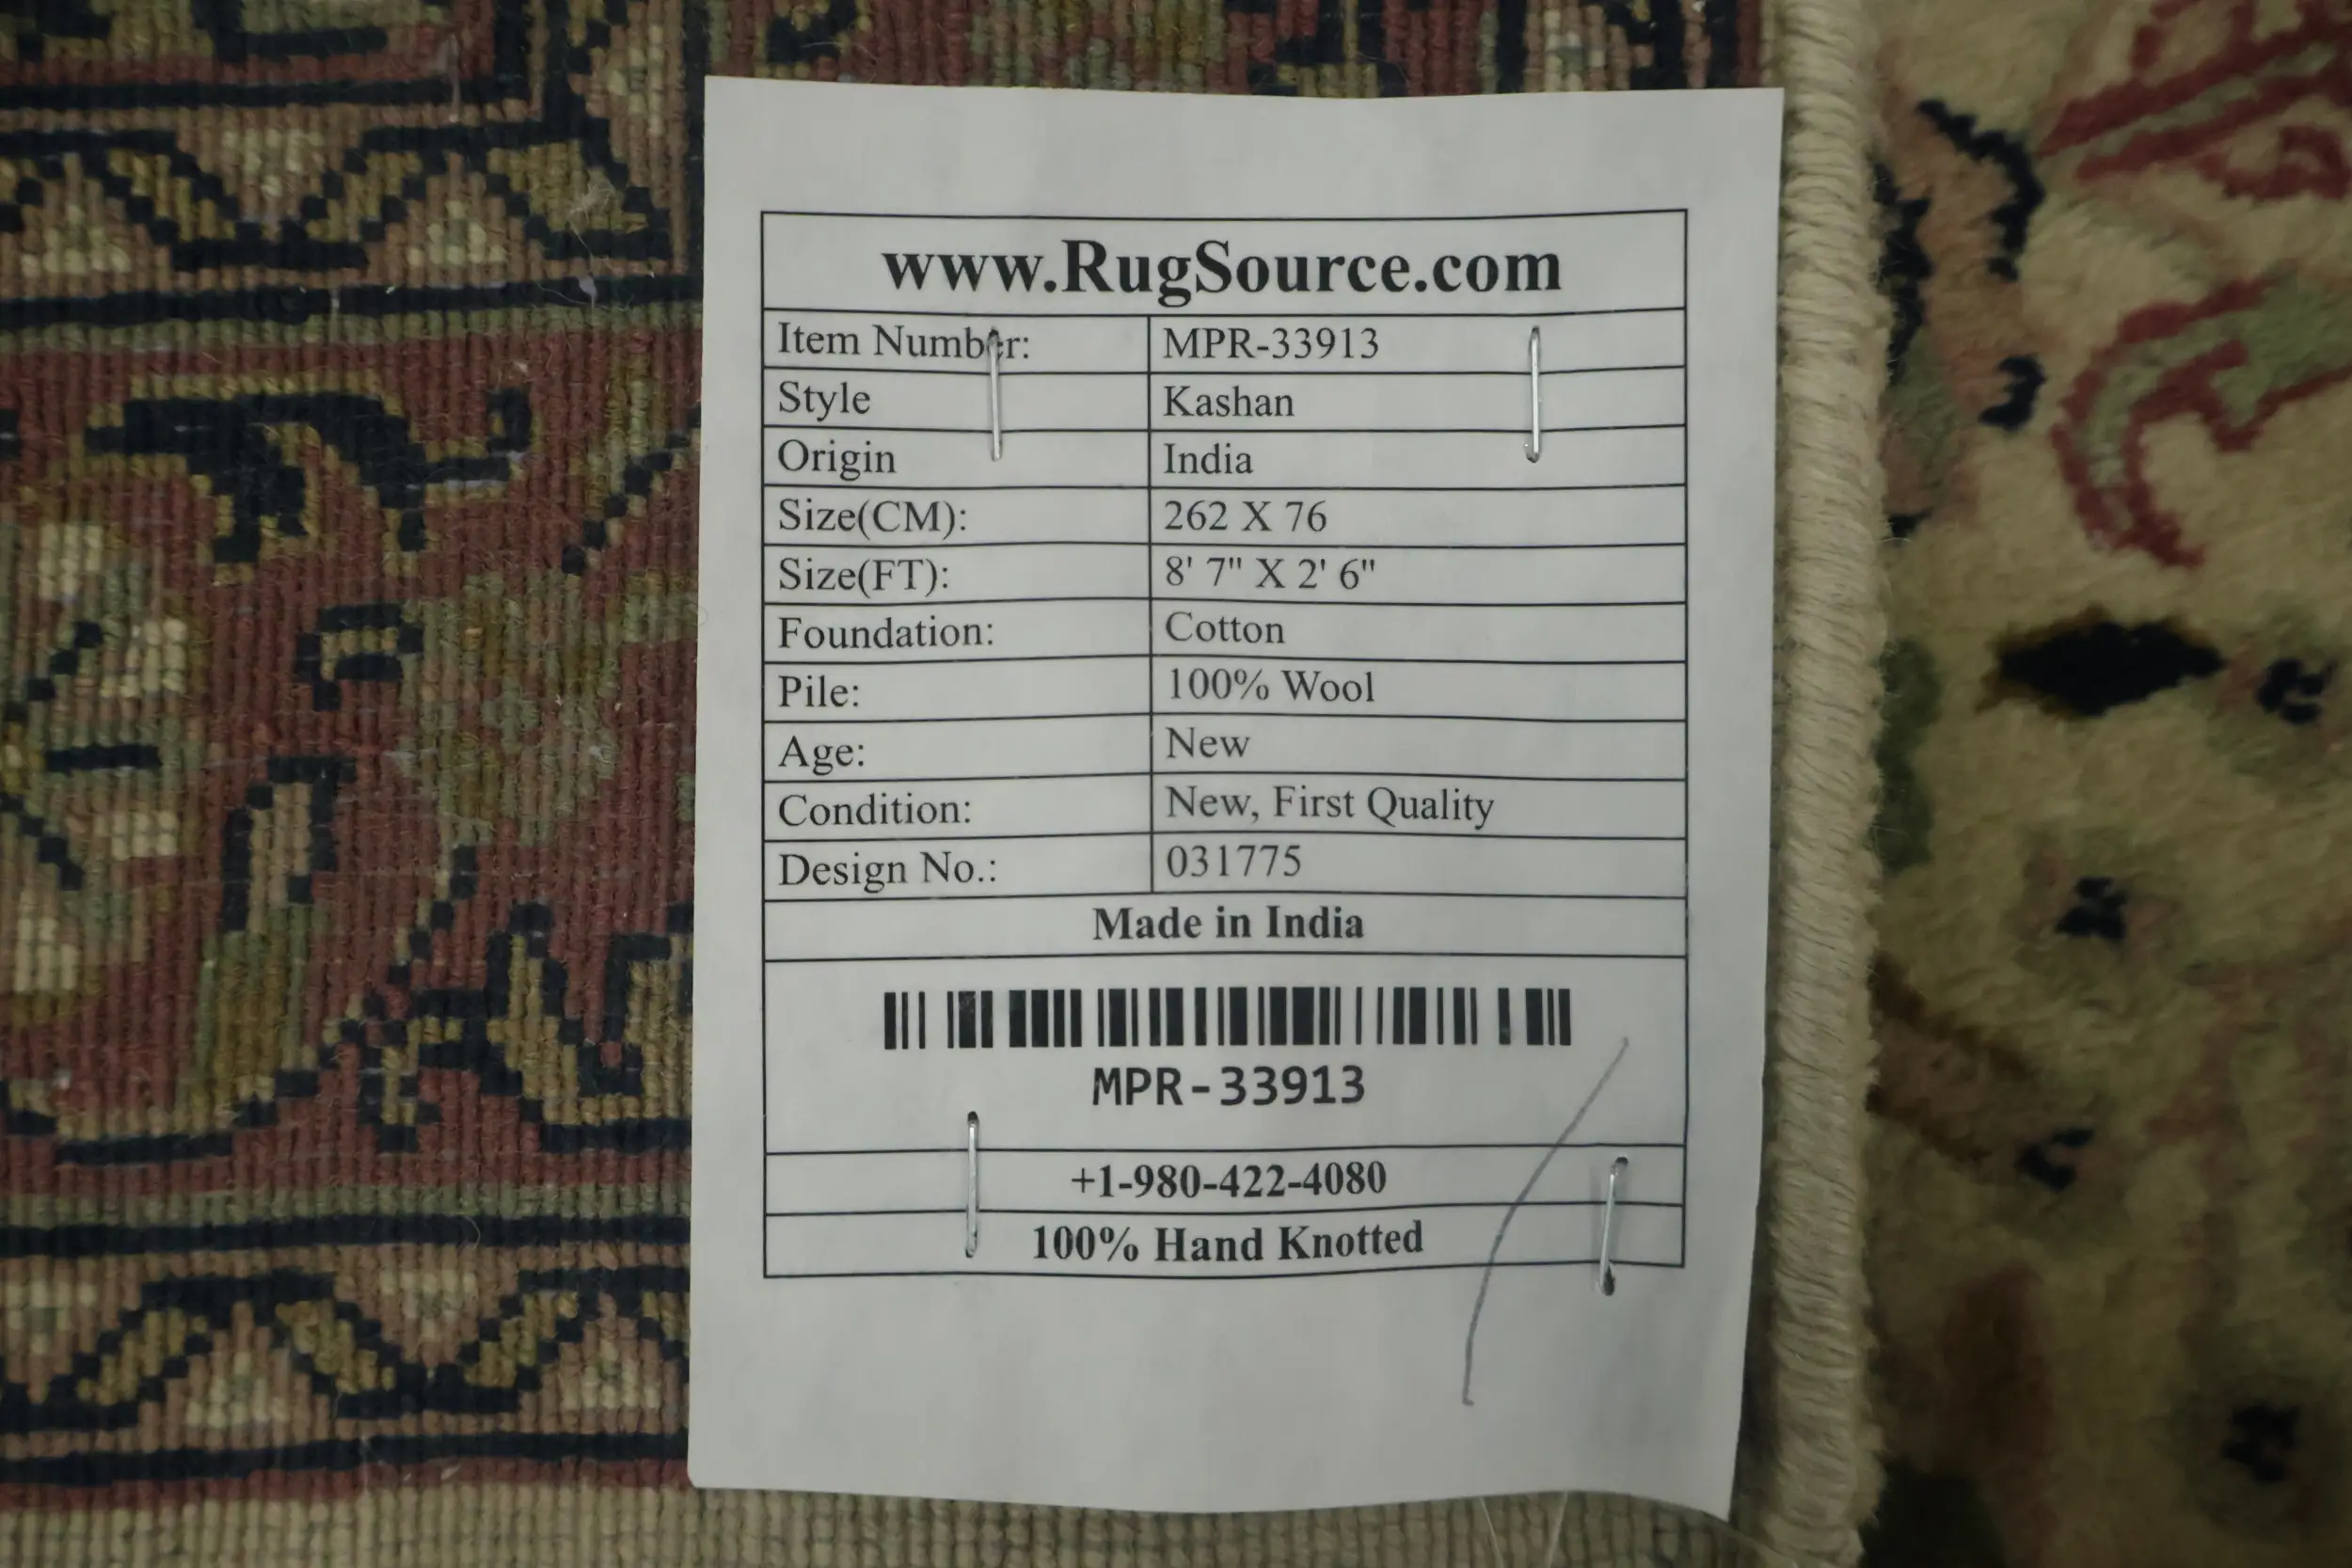 www.RugSource.com
Item Number: MPR-33913
Style Kashan
Origin India
Size(CM): 262 X 76
Size(FT): 8' 7" X 2' 6"
Foundation: Cotton
Pile: 100% Wool
Age: New
Condition: New, First Quality
Design No.: 031775
Made in India
MPR-33913
+1-980-422-4080
100% Hand Knotted